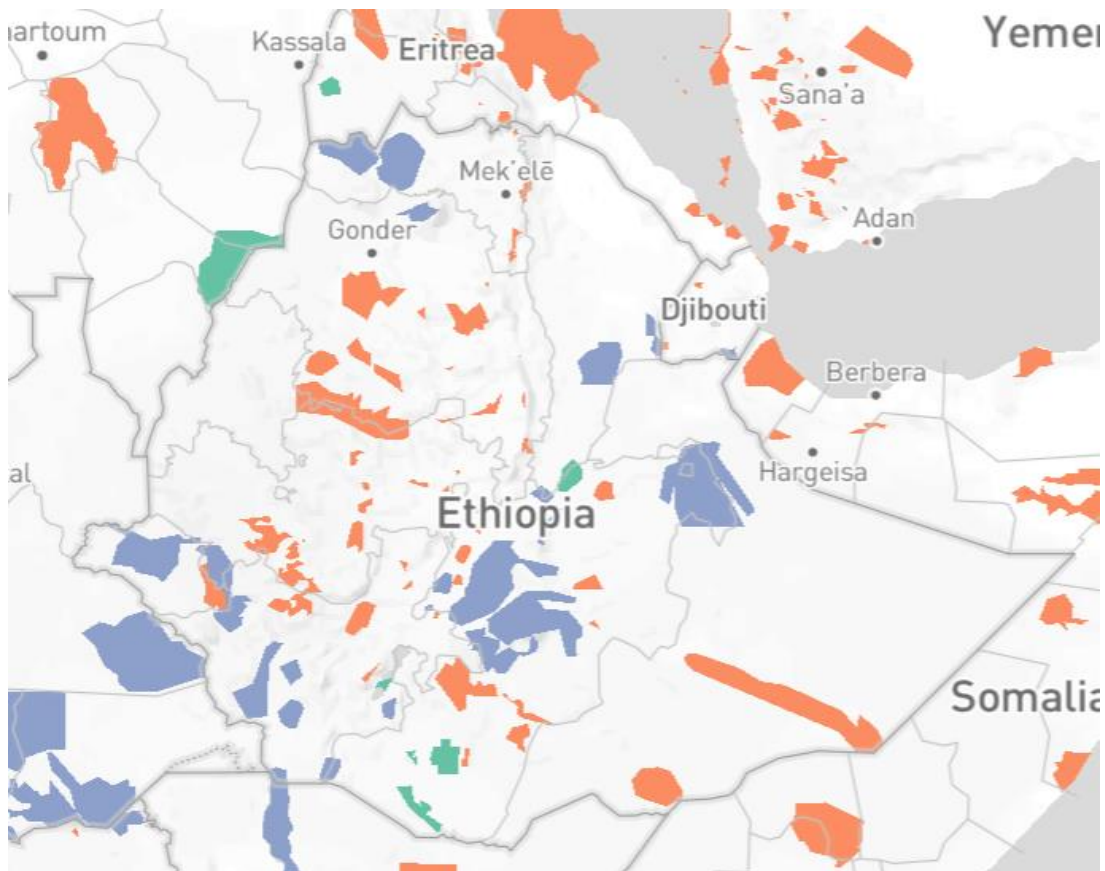 artoum
Kassala
Eritrea
Yemen
Sana'a
Mek'elē
Gonder
Adan
Djibouti
Berbera
al
Hargeisa
Ethiopia
Somalia